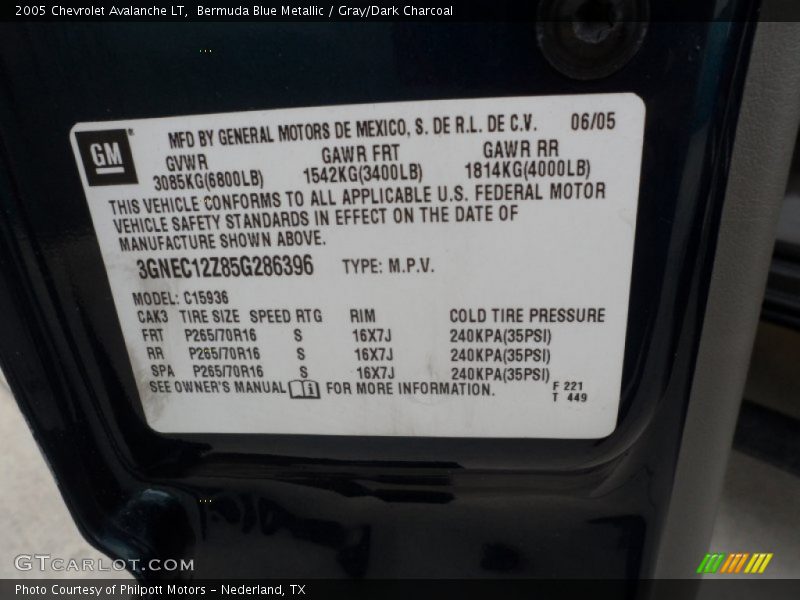 2005 Chevrolet Avalanche LT,  Bermuda Blue Metallic / Gray/Dark Charcoal
GM
MFD BY GENERAL MOTORS DE MEXICO, S. DE R.L. DE C.V. 06/05
GVWR GAWR FRT GAWR RR
3085KG(6800LB) 1542KG(3400LB) 1814KG(4000LB)
THIS VEHICLE CONFORMS TO ALL APPLICABLE U.S. FEDERAL MOTOR
VEHICLE SAFETY STANDARDS IN EFFECT ON THE DATE OF
MANUFACTURE SHOWN ABOVE.
3GNEC12Z85G286396 TYPE: M.P.V.
MODEL: C15936
CAK3 TIRE SIZE SPEED RTG RIM COLD TIRE PRESSURE
FRT P265/70R16 S 16X7J 240KPA(35PSI)
RR P265/70R16 S 16X7J 240KPA(35PSI)
SPA P265/70R16 S 16X7J 240KPA(35PSI)
SEE OWNER'S MANUAL FOR MORE INFORMATION.
F 221
T 449
GTCARLOT.COM
Photo Courtesy of Philpott Motors - Nederland, TX